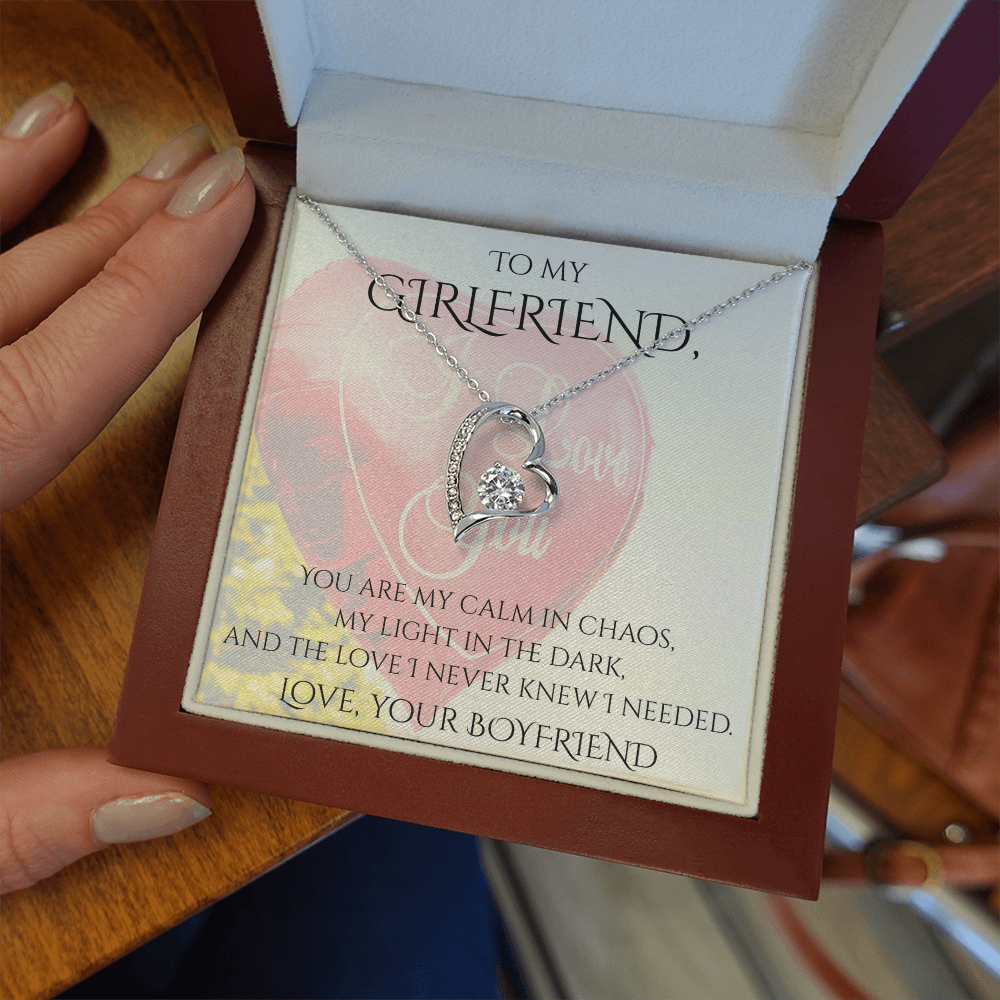 To my
Girlfriend,
I Love
You
You are my calm in chaos,
my light in the dark,
and the love I never knew I needed.
Love, your Boyfriend